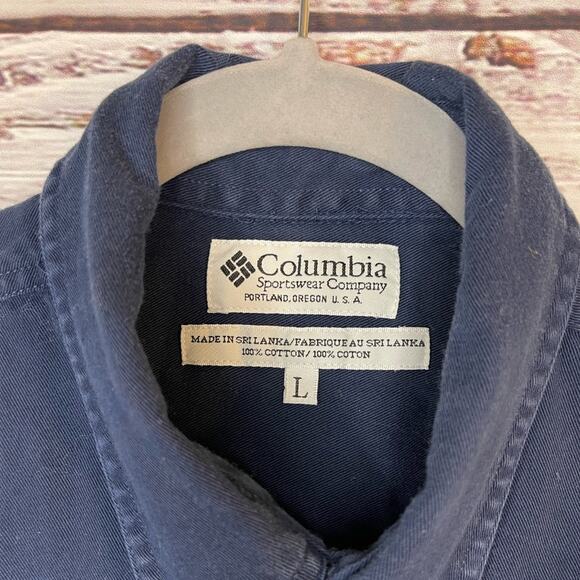 Columbia
Sportswear Company
PORTLAND, OREGON U. S. A.
MADE IN SRI LANKA/FABRIQUE AU SRI LANKA
100% COTTON/ 100% COTON
L